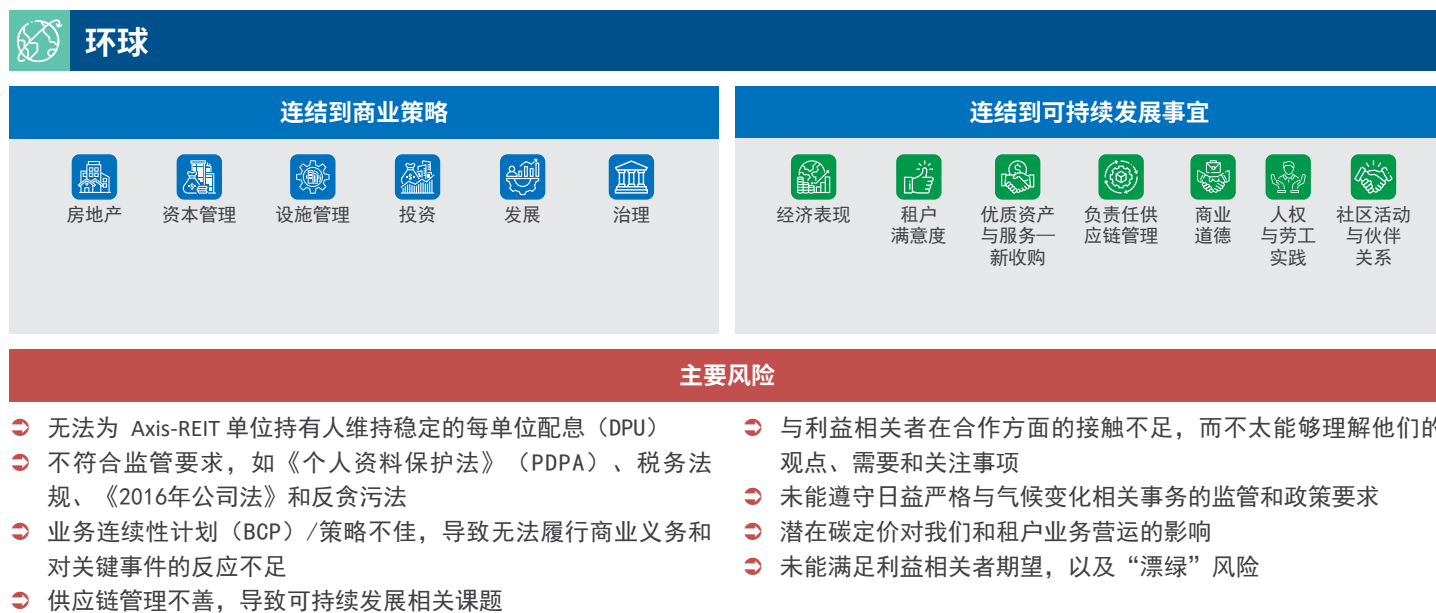 环球
连结到商业策略
房地产
资本管理
设施管理
投资
发展
治理
连结到可持续发展事宜
经济表现
租户
满意度
优质资产
与服务—
新收购
负责任供
应链管理
商业
道德
人权
与劳工
实践
社区活动
与伙伴
关系
主要风险
无法为 Axis-REIT 单位持有人维持稳定的每单位配息（DPU）
不符合监管要求，如《个人资料保护法》（PDPA）、税务法
规、《2016年公司法》和反贪污法
业务连续性计划（BCP）/策略不佳，导致无法履行商业义务和
对关键事件的反应不足
供应链管理不善，导致可持续发展相关课题
与利益相关者在合作方面的接触不足，而不太能够理解他们的
观点、需要和关注事项
未能遵守日益严格与气候变化相关事务的监管和政策要求
潜在碳定价对我们和租户业务营运的影响
未能满足利益相关者期望，以及“漂绿”风险